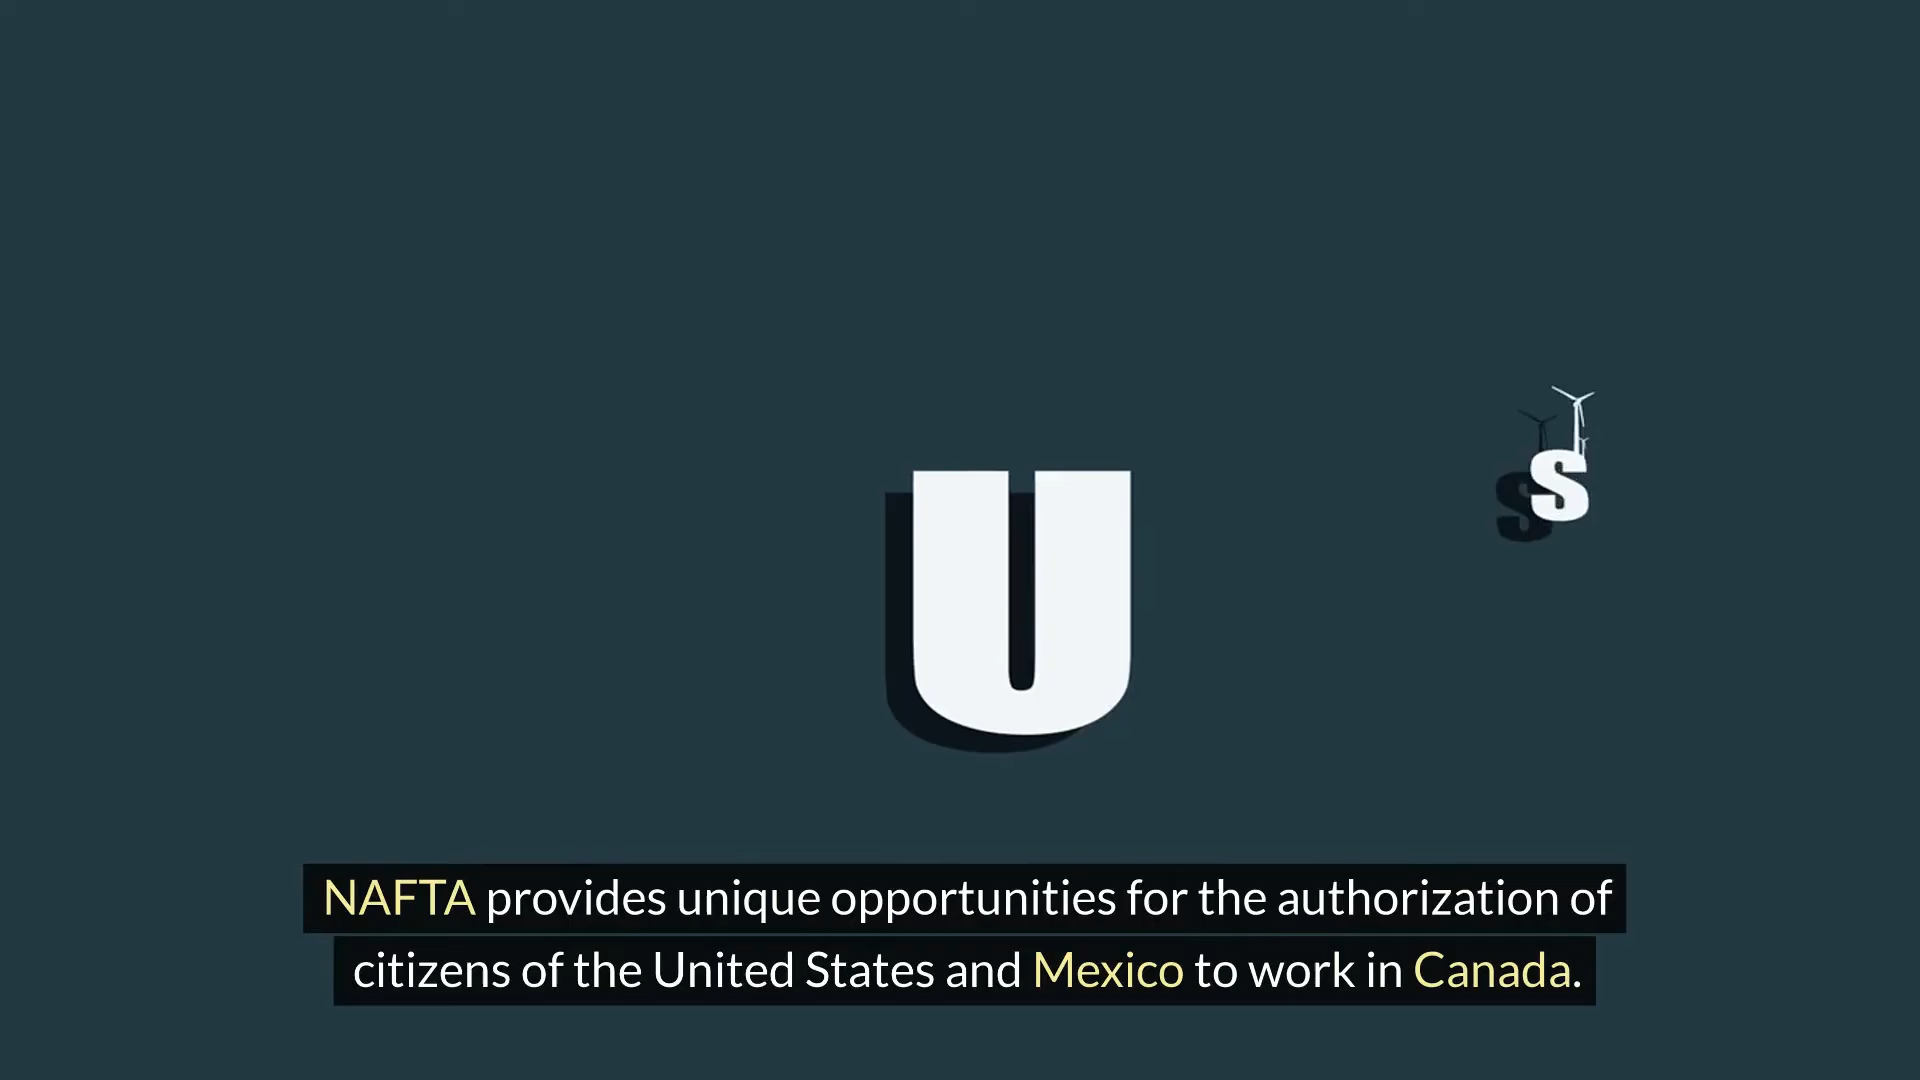 S
U
NAFTA provides unique opportunities for the authorization of
citizens of the United States and Mexico to work in Canada.